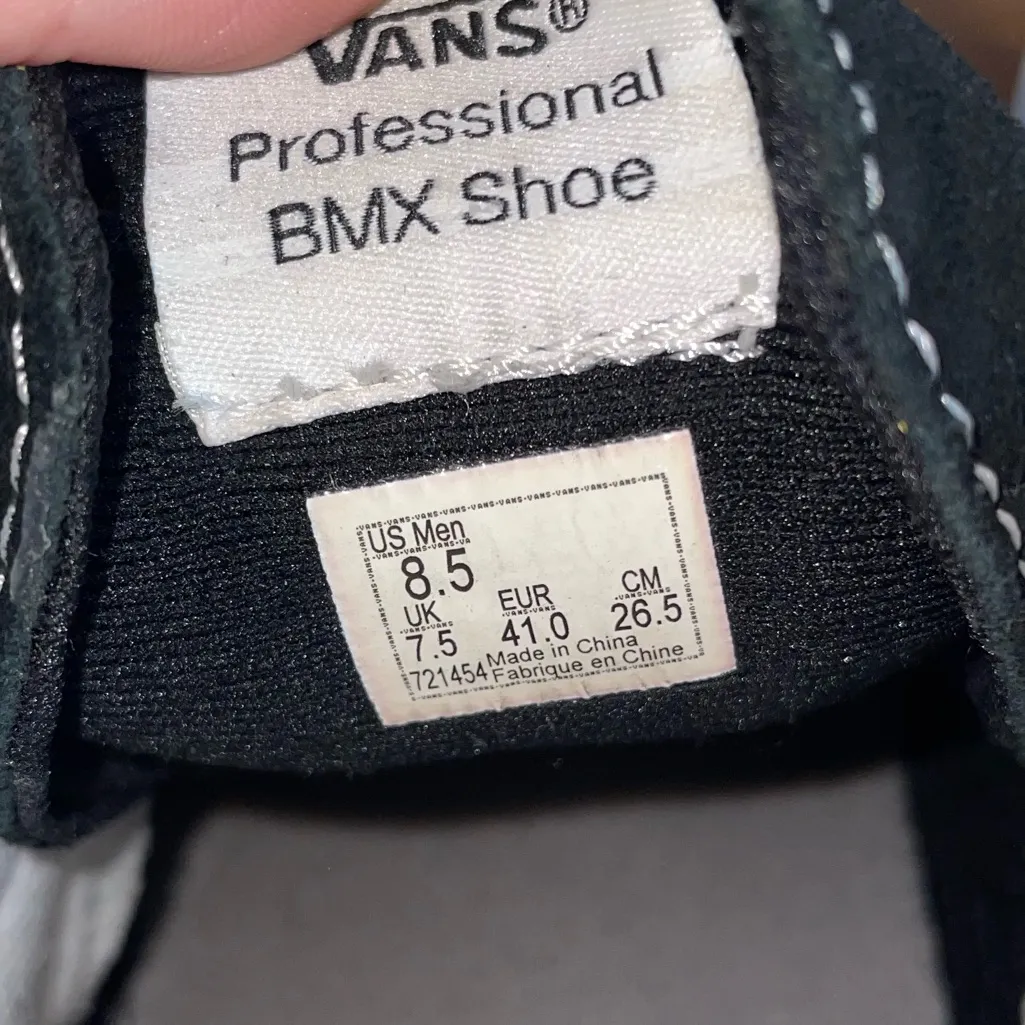 VANS®
Professional
BMX Shoe
US Men
8.5
UK EUR CM
7.5 41.0 26.5
Made in China
721454 Fabrique en Chine